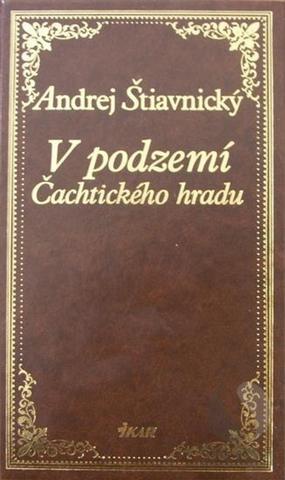 Andrej Štiavnický
V podzemí
Čachtického hradu
IKAR